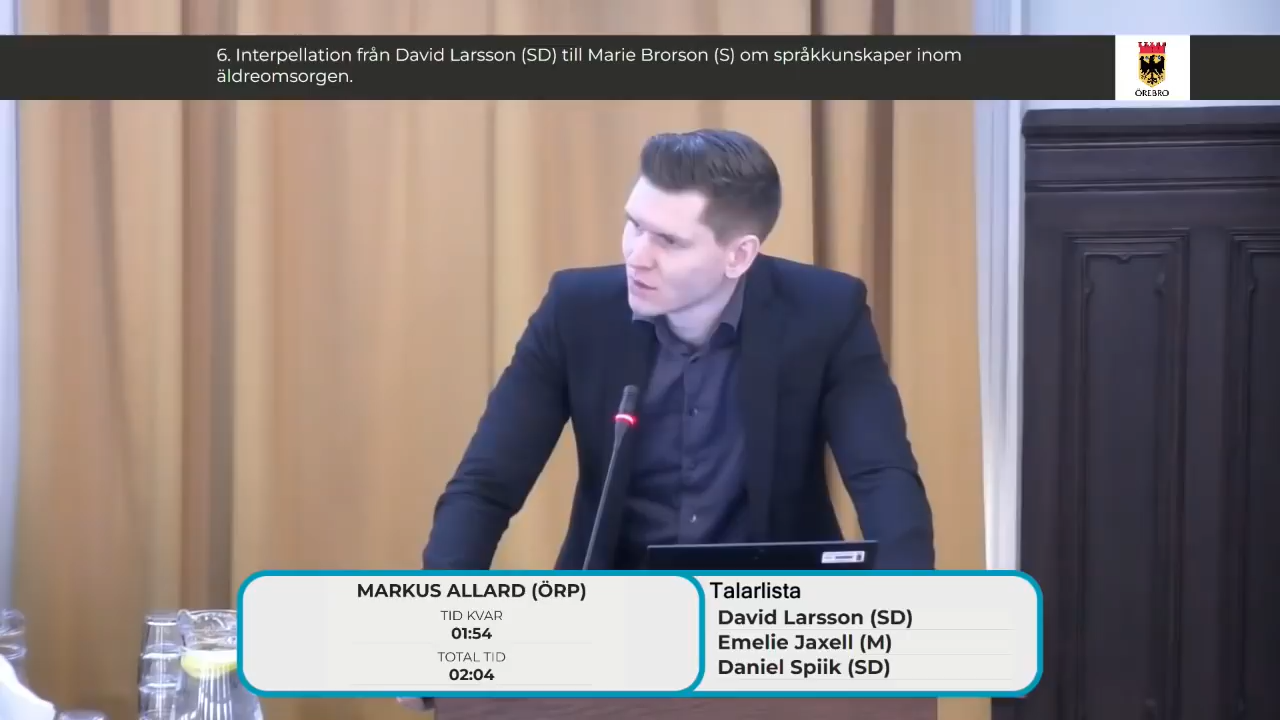 6. Interpellation från David Larsson (SD) till Marie Brorson (S) om språkkunskaper inom
äldreomsorgen.
ÖREBRO
MARKUS ALLARD (ÖRP)
TID KVAR
01:54
TOTAL TID
02:04
Talarlista
David Larsson (SD)
Emelie Jaxell (M)
Daniel Spiik (SD)